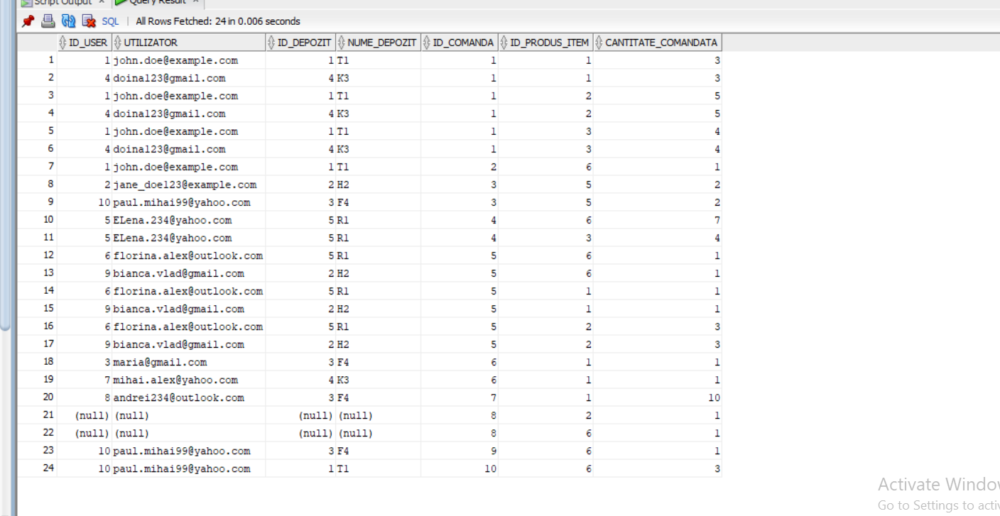 Script Output × Query Result ×
SQL | All Rows Fetched: 24 in 0.006 seconds
ID_USER UTILIZATOR ID_DEPOZIT NUME_DEPOZIT ID_COMANDA ID_PRODUS_ITEM CANTITATE_COMANDATA
1 1 john.doe@example.com 1 T1 1 1 3
2 4 doina123@gmail.com 4 K3 1 1 3
3 1 john.doe@example.com 1 T1 1 2 5
4 4 doina123@gmail.com 4 K3 1 2 5
5 1 john.doe@example.com 1 T1 1 3 4
6 4 doina123@gmail.com 4 K3 1 3 4
7 1 john.doe@example.com 1 T1 2 6 1
8 2 jane_doe123@example.com 2 H2 3 5 2
9 10 paul.mihai99@yahoo.com 3 F4 3 5 2
10 5 ELena.234@yahoo.com 5 R1 4 6 7
11 5 ELena.234@yahoo.com 5 R1 4 3 4
12 6 florina.alex@outlook.com 5 R1 5 6 1
13 9 bianca.vlad@gmail.com 2 H2 5 6 1
14 6 florina.alex@outlook.com 5 R1 5 1 1
15 9 bianca.vlad@gmail.com 2 H2 5 1 1
16 6 florina.alex@outlook.com 5 R1 5 2 3
17 9 bianca.vlad@gmail.com 2 H2 5 2 3
18 3 maria@gmail.com 3 F4 6 1 1
19 7 mihai.alex@yahoo.com 4 K3 6 1 1
20 8 andrei234@outlook.com 3 F4 7 1 10
21 (null) (null) (null) (null) 8 2 1
22 (null) (null) (null) (null) 8 6 1
23 10 paul.mihai99@yahoo.com 3 F4 9 6 1
24 10 paul.mihai99@yahoo.com 1 T1 10 6 3
Activate Windo
Go to Settings to acti